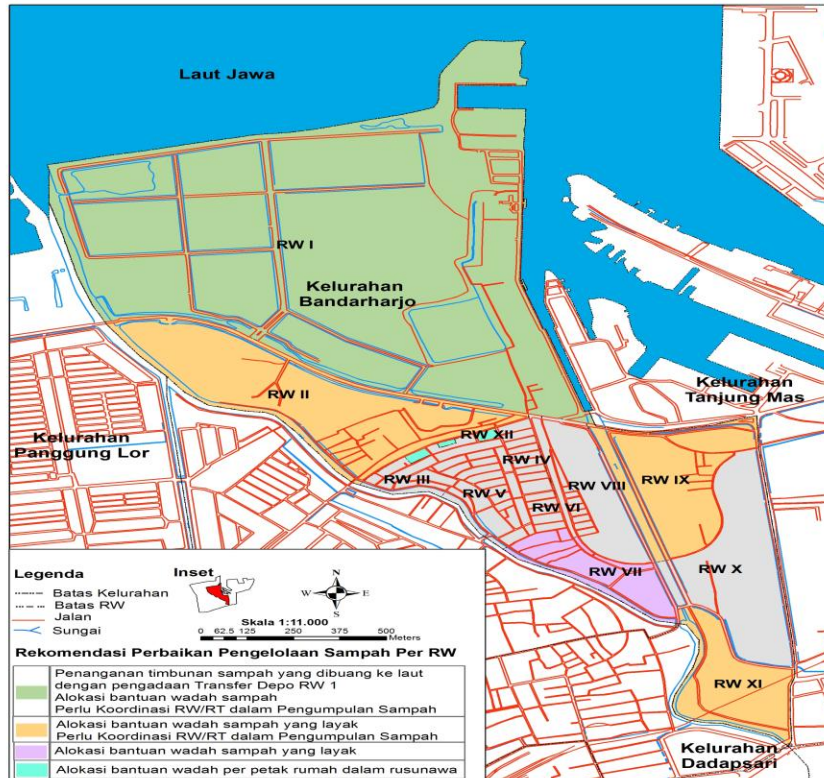 Laut Jawa
RW I
Kelurahan
Bandarharjo
Kelurahan
Tanjung Mas
RW II
Kelurahan
Panggung Lor
RW XII
RW III
RW IV
RW IX
RW V
RW VIII
RW VI
RW VII
RW X
RW XI
Kelurahan
Dadapsari
Legenda
Batas Kelurahan
Batas RW
Jalan
Sungai
Inset
N
W
E
S
Skala 1:11.000
0 62.5 125 250 375 500
Meters
Rekomendasi Perbaikan Pengelolaan Sampah Per RW
Penanganan timbunan sampah yang dibuang ke laut
dengan pengadaan Transfer Depo RW 1
Alokasi bantuan wadah sampah
Perlu Koordinasi RW/RT dalam Pengumpulan Sampah
Alokasi bantuan wadah sampah yang layak
Perlu Koordinasi RW/RT dalam Pengumpulan Sampah
Alokasi bantuan wadah sampah yang layak
Alokasi bantuan wadah per petak rumah dalam rusunawa